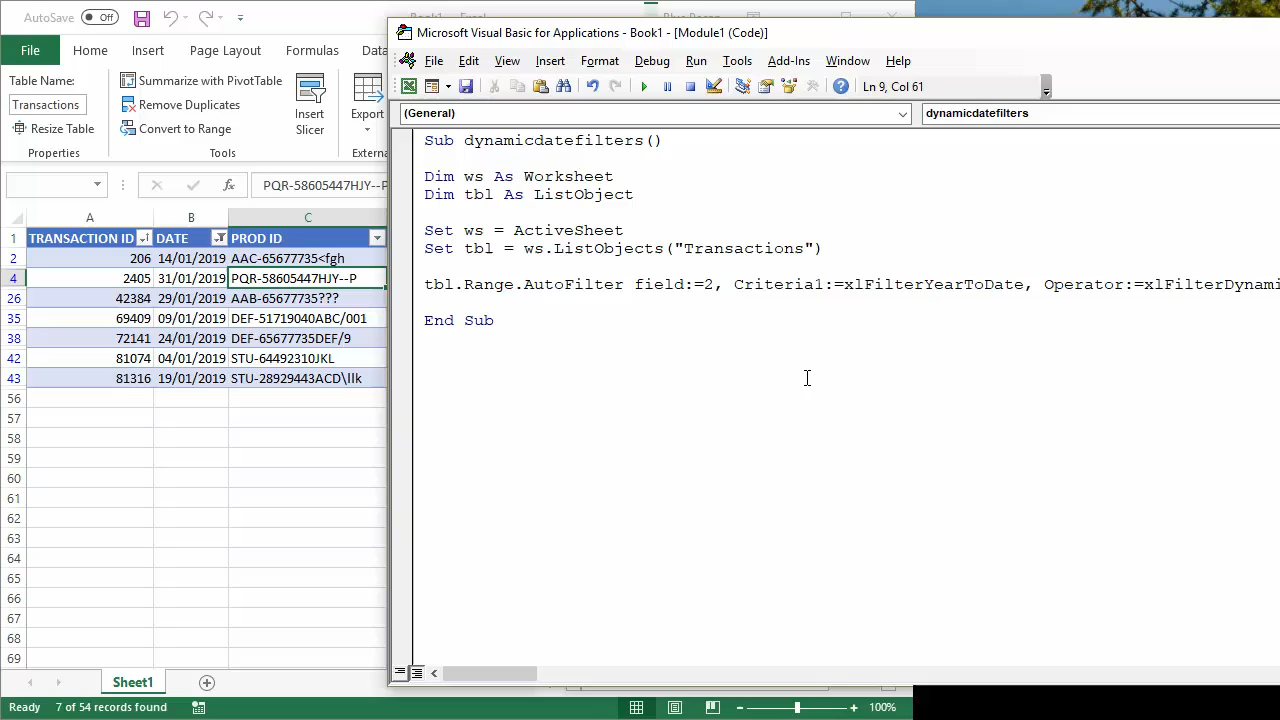 AutoSave Off
Book1 - Excel
File Home Insert Page Layout Formulas Data
Table Name:
Transactions
Resize Table
Properties
Summarize with PivotTable
Remove Duplicates
Convert to Range
Tools
Insert
Slicer
Export
Externa
PQR-58605447HJY--P
A B C
1 TRANSACTION ID DATE PROD ID
2 206 14/01/2019 AAC-65677735<fgh
4 2405 31/01/2019 PQR-58605447HJY--P
26 42384 29/01/2019 AAB-65677735???
35 69409 09/01/2019 DEF-51719040ABC/001
38 72141 24/01/2019 DEF-65677735DEF/9
42 81074 04/01/2019 STU-64492310JKL
43 81316 19/01/2019 STU-28929443ACD\llk
56
57
58
59
60
61
62
63
64
65
66
67
68
69
Sheet1
Ready 7 of 54 records found
100%
Microsoft Visual Basic for Applications - Book1 - [Module1 (Code)]
File Edit View Insert Format Debug Run Tools Add-Ins Window Help
Ln 9, Col 61
(General) dynamicdatefilters
Sub dynamicdatefilters()
Dim ws As Worksheet
Dim tbl As ListObject
Set ws = ActiveSheet
Set tbl = ws.ListObjects("Transactions")
tbl.Range.AutoFilter field:=2, Criteria1:=xlFilterYearToDate, Operator:=xlFilterDynami
End Sub